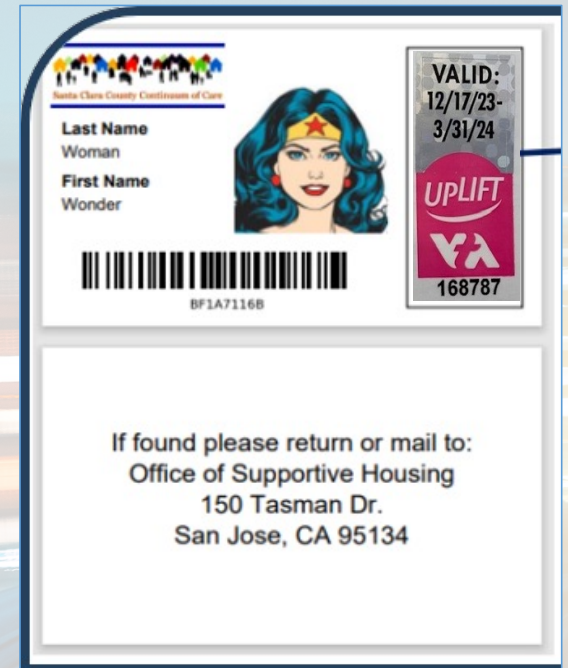 Santa Clara County Continuum of Care
Last Name
Woman
First Name
Wonder
BF1A7116B
VALID:
12/17/23-
3/31/24
UPLIFT
VTA
168787
If found please return or mail to:
Office of Supportive Housing
150 Tasman Dr.
San Jose, CA 95134